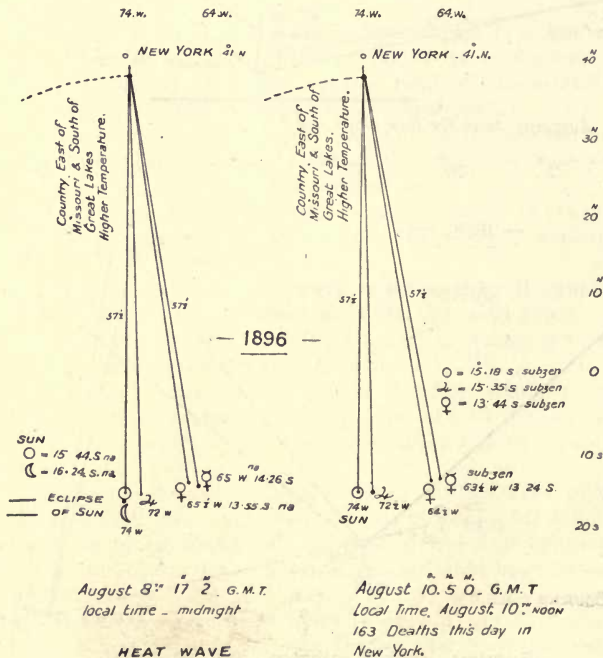 74.W. 64.W. 74.W. 64.W.
NEW YORK 41° N
NEW YORK . 41°.N.
N
40
N
30
N
20
N
10
0
10 S
20 S
Country East of
Missouri & South of
Great Lakes
Higher Temperature.
Country, East of
Missouri & South of
Great Lakes.
Higher Temperature.
57½
57½
57½
57½
— 1896 —
☉ = 15°.18 S subzen
♃ = 15.35 S subzen
♀ = 13.44 S subzen
SUN
☉ = 15 44.S na
☾ = 16.24.S.na
ECLIPSE
OF SUN
☉
☾
74 W
♃
72 W
♀
65½ W 13.55 S na
☿
na
65 W 14.26 S
☉
74 W
SUN
♃
72½ W
♀
64½ W
☿
subzen
63½ W 13 24 S.
August 8TH 17H 2M. G.M.T.
local time - midnight
HEAT WAVE
D. H. M.
August 10. 5 0. G.M.T
Local Time, August 10TH NOON
163 Deaths this day in
New York.